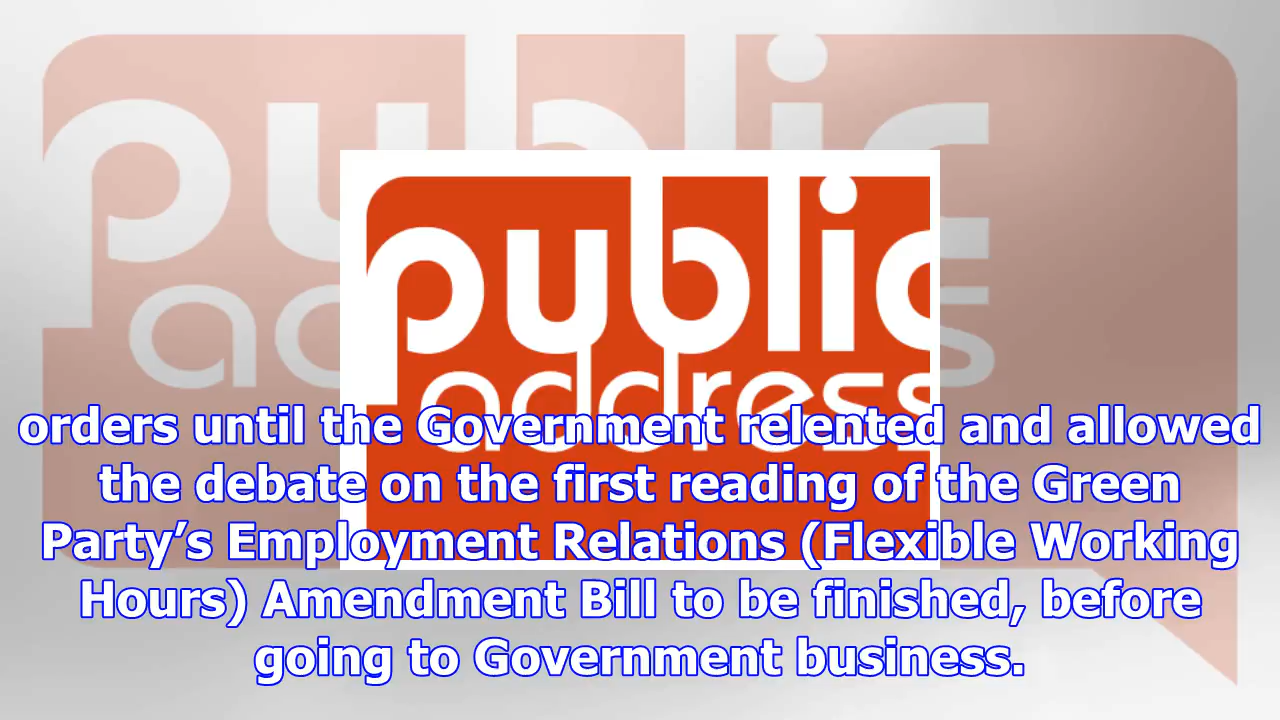 public
address
orders until the Government relented and allowed
the debate on the first reading of the Green
Party’s Employment Relations (Flexible Working
Hours) Amendment Bill to be finished, before
going to Government business.